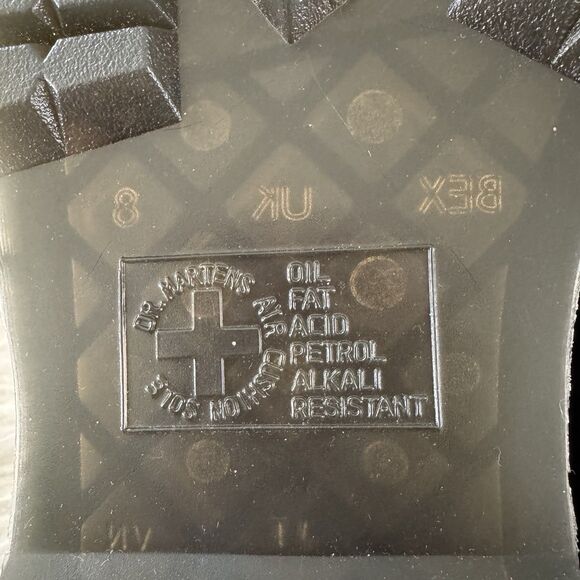 8 UK BEX
DR. MARTENS AIR CUSHION SOLE
OIL
FAT
ACID
PETROL
ALKALI
RESISTANT